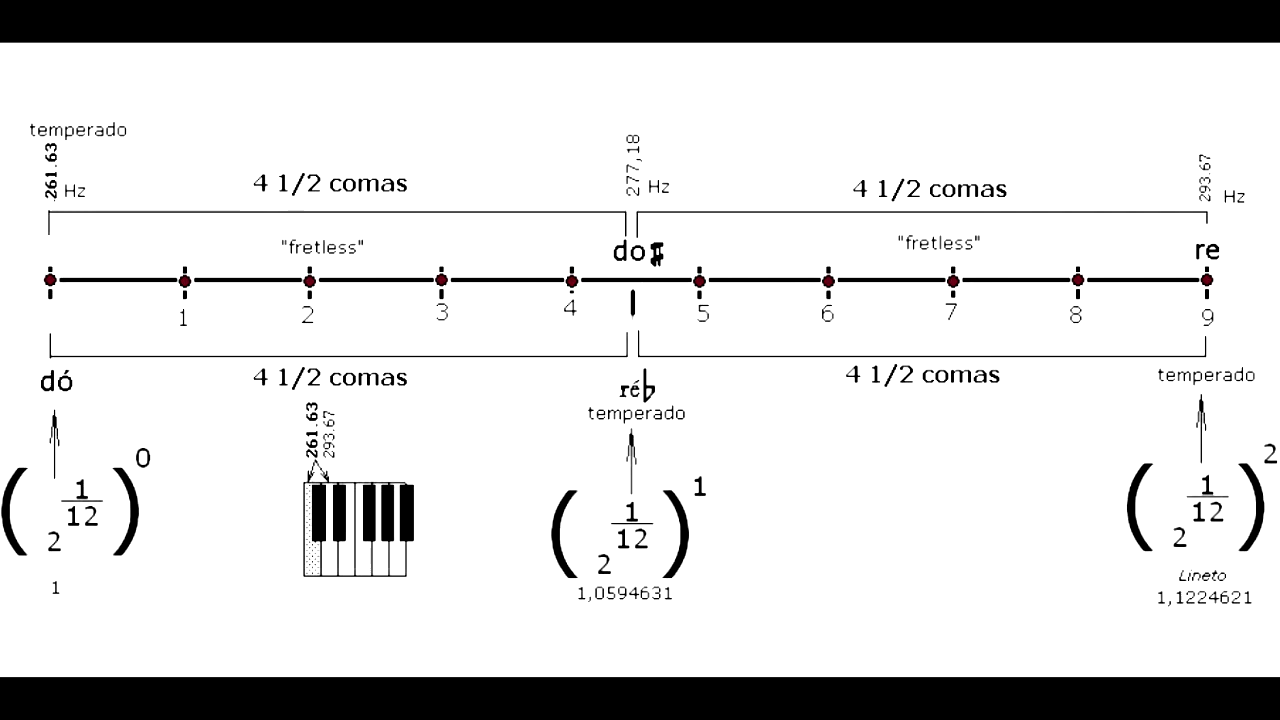 temperado
261.63 Hz
4 1/2 comas
277,18 Hz
4 1/2 comas
293.67 Hz
"fretless"
do♯
"fretless"
re
1 2 3 4 5 6 7 8 9
dó
4 1/2 comas
ré♭
temperado
4 1/2 comas
temperado
261.63
293.67
(2 1/12)0
1
(2 1/12)1
1,0594631
(2 1/12)2
Lineto
1,1224621